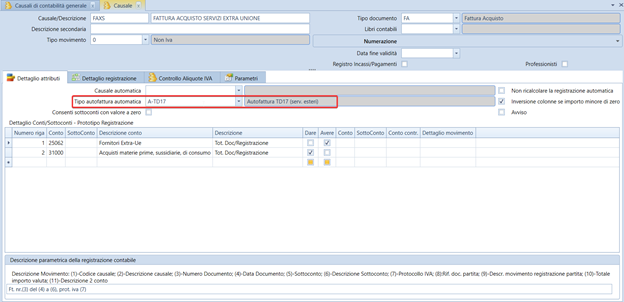 Causali di contabilità generale Causale
Causale/Descrizione FAXS FATTURA ACQUISTO SERVIZI EXTRA UNIONE Tipo documento FA Fattura Acquisto
Descrizione secondaria Libri contabili
Tipo movimento 0 Non Iva Numerazione
Data fine validità
Registro Incassi/Pagamenti Professionisti
Dettaglio attributi Dettaglio registrazione Controllo Aliquote IVA Parametri
Causale automatica Non ricalcolare la registrazione automatica
Tipo autofattura automatica A-TD17 Autofattura TD17 (serv. esteri) Inversione colonne se importo minore di zero
Consenti sottoconti con valore a zero Avviso
Dettaglio Conti/Sottoconti - Prototipo Registrazione
Numero riga Conto SottoConto Descrizione conto Descrizione Dare Avere Conto SottoConto Conto contr. Dettaglio movimento
1 25062 Fornitori Extra-Ue Tot. Doc/Registrazione
2 31000 Acquisti materie prime, sussidiarie, di consumo Tot. Doc/Registrazione
Descrizione parametrica della registrazione contabile
Descrizione Movimento: (1)-Codice causale; (2)-Descrizione causale; (3)-Numero Documento; (4)-Data Documento; (5)-Sottoconto; (6)-Descrizione Sottoconto; (7)-Protocollo IVA; (8)Rif. doc. partita; (9)-Descr. movimento registrazione partita; (10)-Totale
importo valuta; (11)-Descrizione 2 conto
Ft. nr.(3) del (4) a (6), prot. iva (7)